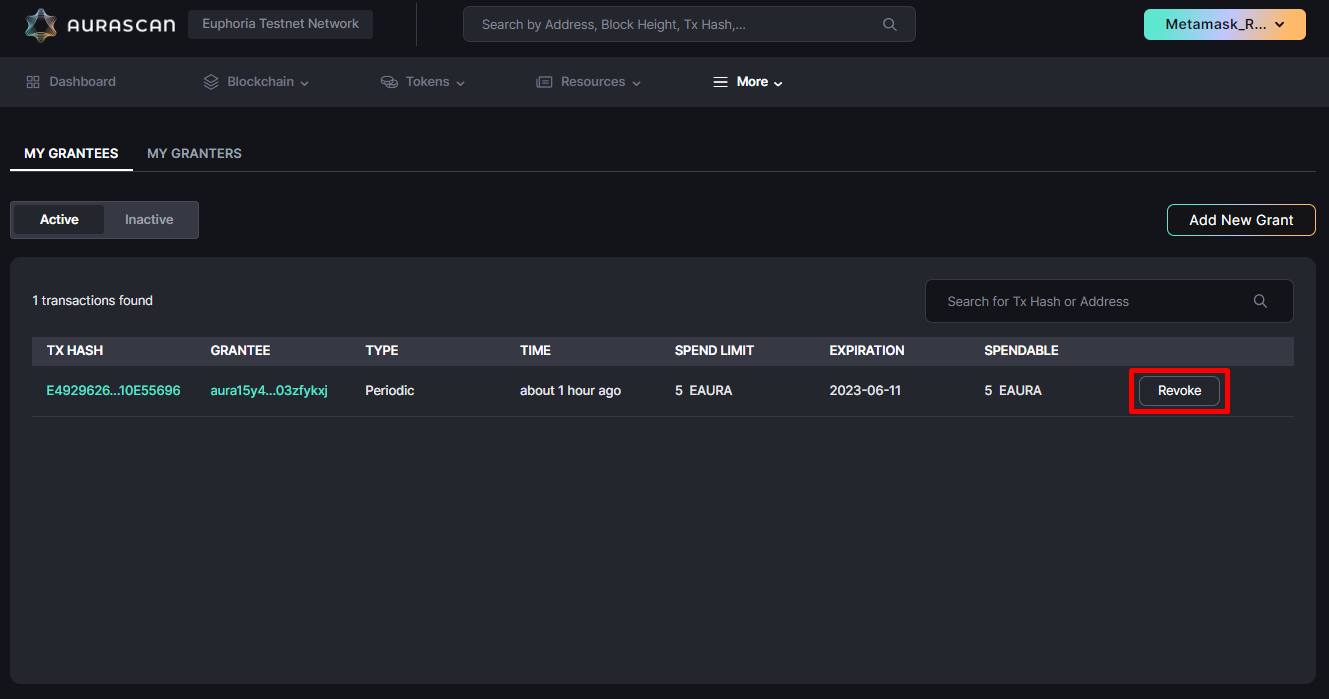 AURASCAN Euphoria Testnet Network Search by Address, Block Height, Tx Hash,... Metamask_R...
Dashboard Blockchain Tokens Resources More
MY GRANTEES MY GRANTERS
Active Inactive Add New Grant
1 transactions found Search for Tx Hash or Address
TX HASH GRANTEE TYPE TIME SPEND LIMIT EXPIRATION SPENDABLE
E4929626...10E55696 aura15y4...03zfykxj Periodic about 1 hour ago 5 EAURA 2023-06-11 5 EAURA Revoke